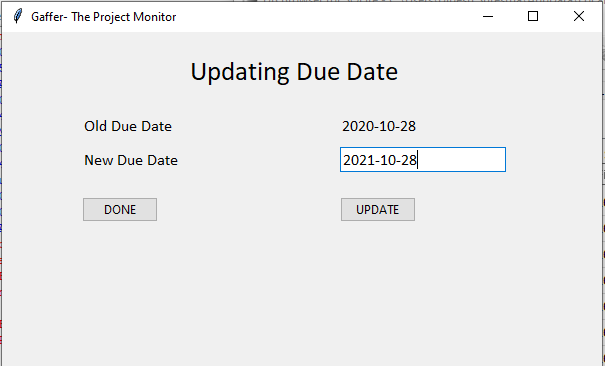 Gaffer- The Project Monitor
Updating Due Date
Old Due Date 2020-10-28
New Due Date 2021-10-28
DONE UPDATE